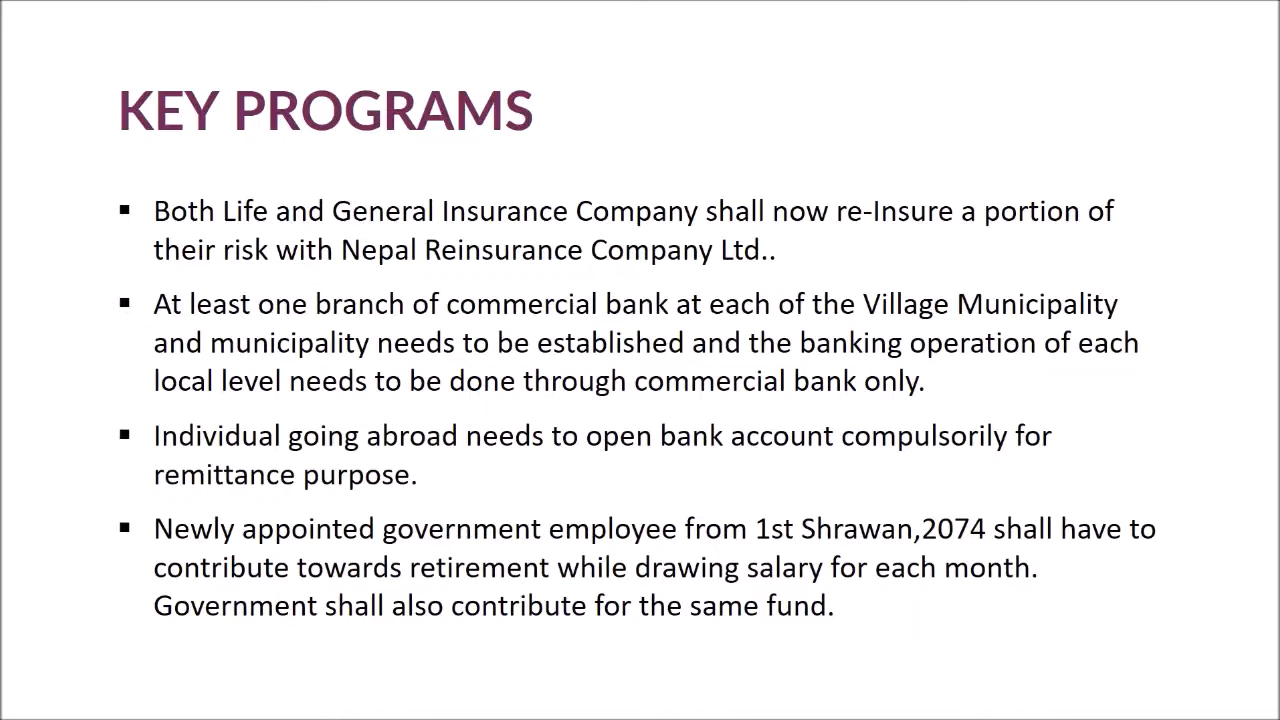 KEY PROGRAMS
▪ Both Life and General Insurance Company shall now re-Insure a portion of
their risk with Nepal Reinsurance Company Ltd..
▪ At least one branch of commercial bank at each of the Village Municipality
and municipality needs to be established and the banking operation of each
local level needs to be done through commercial bank only.
▪ Individual going abroad needs to open bank account compulsorily for
remittance purpose.
▪ Newly appointed government employee from 1st Shrawan,2074 shall have to
contribute towards retirement while drawing salary for each month.
Government shall also contribute for the same fund.